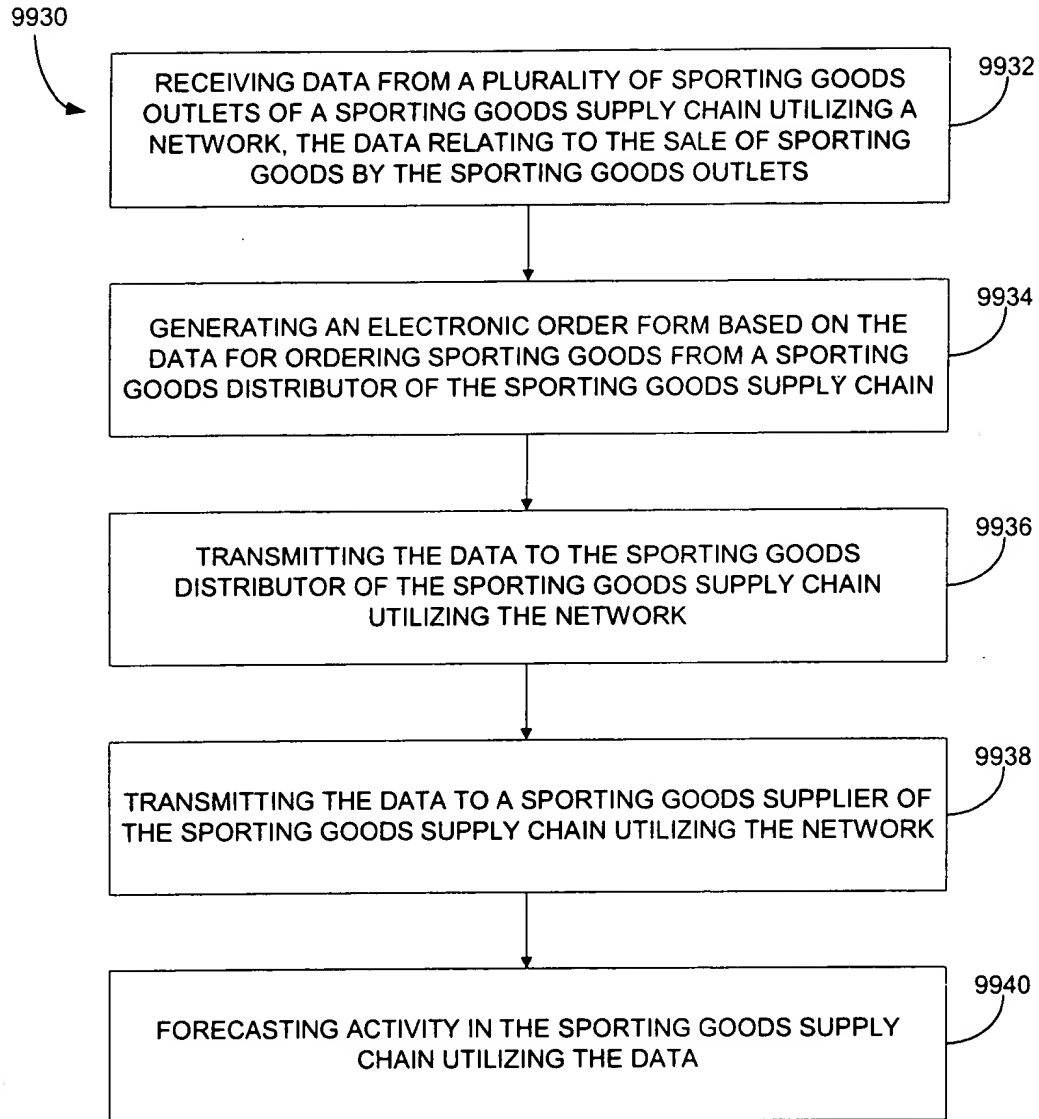 9930
9932
RECEIVING DATA FROM A PLURALITY OF SPORTING GOODS
OUTLETS OF A SPORTING GOODS SUPPLY CHAIN UTILIZING A
NETWORK, THE DATA RELATING TO THE SALE OF SPORTING
GOODS BY THE SPORTING GOODS OUTLETS
9934
GENERATING AN ELECTRONIC ORDER FORM BASED ON THE
DATA FOR ORDERING SPORTING GOODS FROM A SPORTING
GOODS DISTRIBUTOR OF THE SPORTING GOODS SUPPLY CHAIN
9936
TRANSMITTING THE DATA TO THE SPORTING GOODS
DISTRIBUTOR OF THE SPORTING GOODS SUPPLY CHAIN
UTILIZING THE NETWORK
9938
TRANSMITTING THE DATA TO A SPORTING GOODS SUPPLIER OF
THE SPORTING GOODS SUPPLY CHAIN UTILIZING THE NETWORK
9940
FORECASTING ACTIVITY IN THE SPORTING GOODS SUPPLY
CHAIN UTILIZING THE DATA